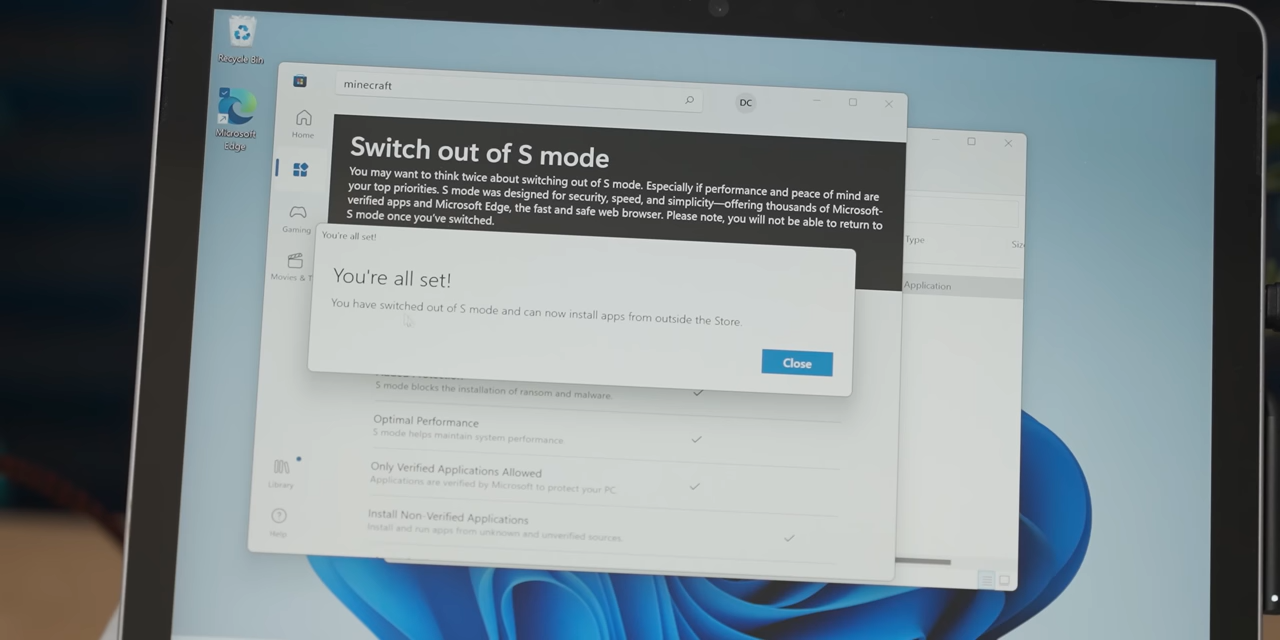 Recycle Bin
Microsoft
Edge
minecraft
DC
Home
Gaming
Movies & T
Library
Help
Switch out of S mode
You may want to think twice about switching out of S mode. Especially if performance and peace of mind are
your top priorities. S mode was designed for security, speed, and simplicity—offering thousands of Microsoft-
verified apps and Microsoft Edge, the fast and safe web browser. Please note, you will not be able to return to
S mode once you've switched.
You're all set!
You're all set!
You have switched out of S mode and can now install apps from outside the Store.
Close
S mode blocks the installation of ransom and malware.
Optimal Performance
S mode helps maintain system performance.
Only Verified Applications Allowed
Applications are verified by Microsoft to protect your PC.
Install Non-Verified Applications
Install and run apps from unknown and unverified sources.
Type
Siz
Application